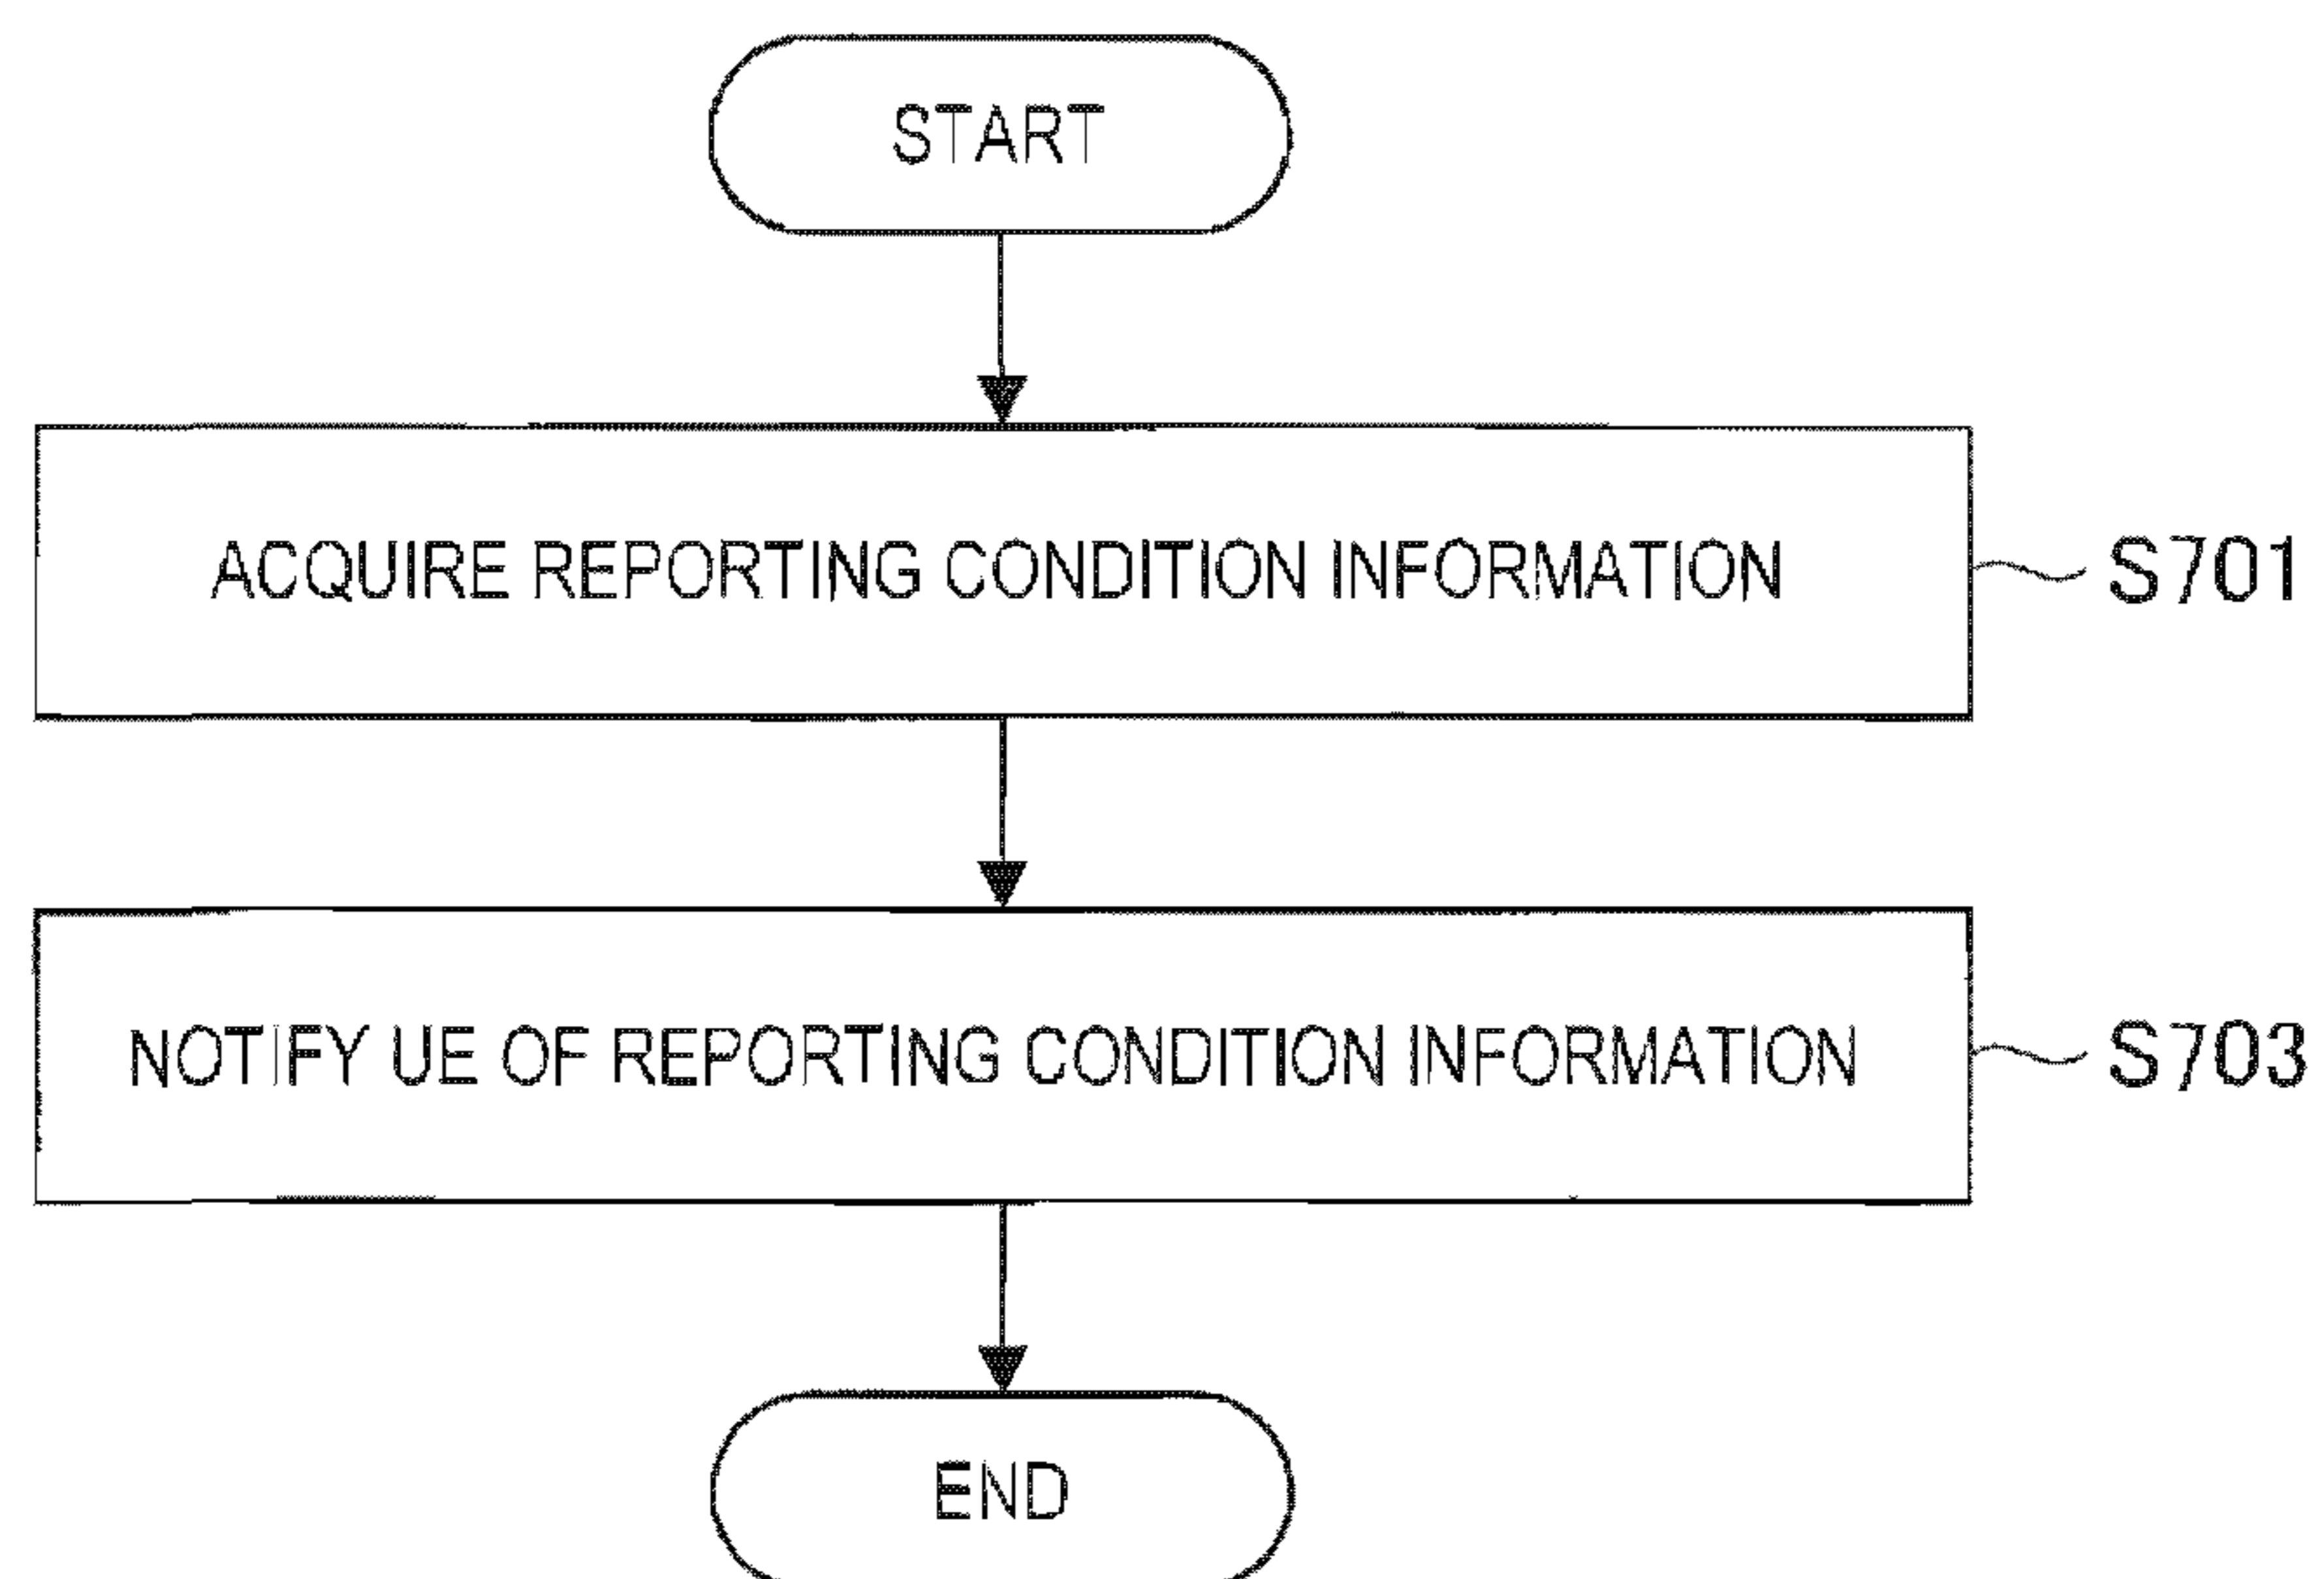 START
ACQUIRE REPORTING CONDITION INFORMATION
S701
NOTIFY UE OF REPORTING CONDITION INFORMATION
S703
END